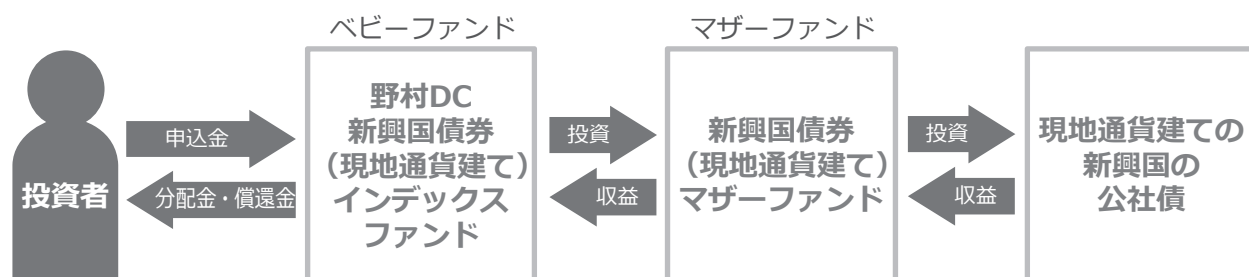 ベビーファンド
マザーファンド
投資者
申込金
分配金・償還金
野村DC
新興国債券
（現地通貨建て）
インデックス
ファンド
投資
収益
新興国債券
（現地通貨建て）
マザーファンド
投資
収益
現地通貨建ての
新興国の
公社債